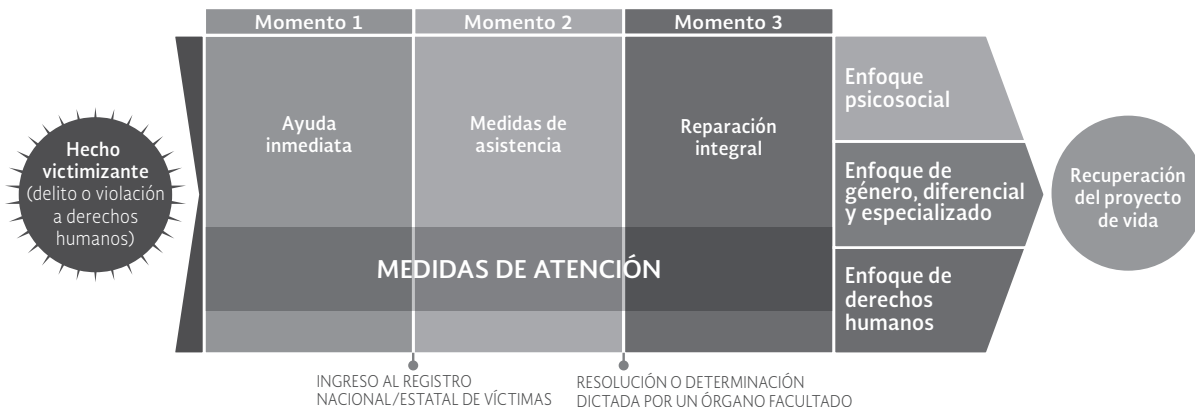 Momento 1
Momento 2
Momento 3
Hecho
victimizante
(delito o violación
a derechos
humanos)
Ayuda
inmediata
Medidas de
asistencia
Reparación
integral
MEDIDAS DE ATENCIÓN
Enfoque
psicosocial
Enfoque de
género, diferencial
y especializado
Enfoque de
derechos
humanos
Recuperación
del proyecto
de vida
INGRESO AL REGISTRO
NACIONAL/ESTATAL DE VÍCTIMAS
RESOLUCIÓN O DETERMINACIÓN
DICTADA POR UN ÓRGANO FACULTADO